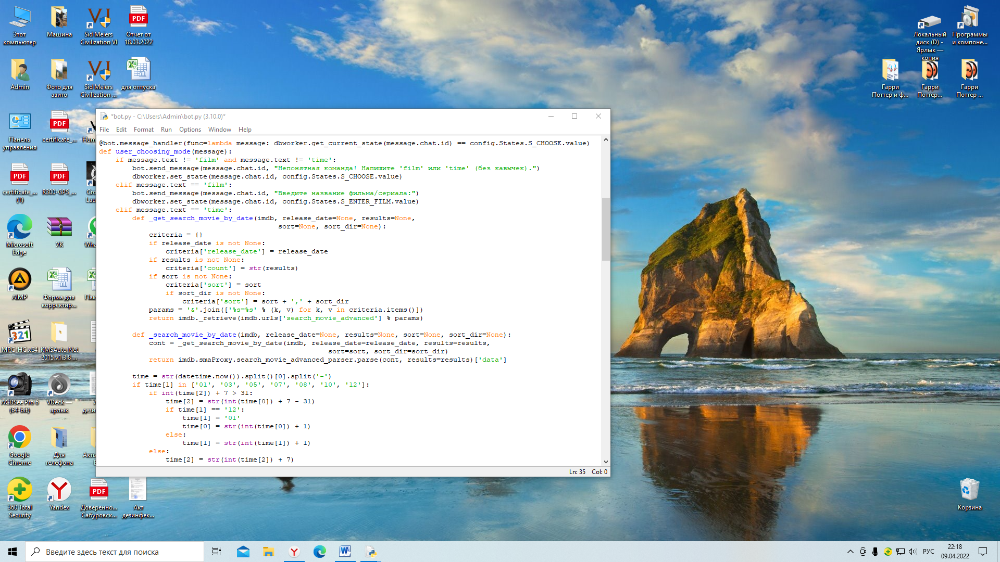 Этот
компьютер
Машина
Sid Meiers
Civilization VI
PDF
Отчет от
18.03.2022
Локальный
диск (D) -
Ярлык —
копия
Программы
и компоне...
Admin
Фото для
авито
Sid Meiers
Civilization ...
для отпуска
Гарри
Поттер и ф...
Гарри
Поттер...
Гарри
Поттер ...
Панель
управления
PDF
certificate_...
Hum
PDF
certificate_...
(1)
PDF
R300-GPS_...
Cro
Lau
Microsoft
Edge
УК
Wha
AIMP
Форма для
корректир...
Пак
321
MPC-HC x64
KMSAuto Net
2015 v1.3.8 ...
ACDSee Pro 6
(64-bit)
VDeck —
ярлык
А
дези
Google
Chrome
Для
телефона
Акты
360 Total
Security
Yandex
PDF
Доверенно...
Сабуровск...
Акт
дезинфек...
Корзина
*bot.py - C:\Users\Admin\bot.py (3.10.0)*
File Edit Format Run Options Window Help
@bot.message_handler(func=lambda message: dbworker.get_current_state(message.chat.id) == config.States.S_CHOOSE.value)
def user_choosing_mode(message):
    if message.text != 'film' and message.text != 'time':
        bot.send_message(message.chat.id, "Непонятная команда! Напишите 'film' или 'time' (без кавычек).")
        dbworker.set_state(message.chat.id, config.States.S_CHOOSE.value)
    elif message.text == 'film':
        bot.send_message(message.chat.id, "Введите название фильма/сериала:")
        dbworker.set_state(message.chat.id, config.States.S_ENTER_FILM.value)
    elif message.text == 'time':
        def _get_search_movie_by_date(imdb, release_date=None, results=None,
                                           sort=None, sort_dir=None):
            criteria = {}
            if release_date is not None:
                criteria['release_date'] = release_date
            if results is not None:
                criteria['count'] = str(results)
            if sort is not None:
                criteria['sort'] = sort
                if sort_dir is not None:
                    criteria['sort'] = sort + ',' + sort_dir
            params = '&'.join(['%s=%s' % (k, v) for k, v in criteria.items()])
            return imdb._retrieve(imdb.urls['search_movie_advanced'] % params)
        def _search_movie_by_date(imdb, release_date=None, results=None, sort=None, sort_dir=None):
            cont = _get_search_movie_by_date(imdb, release_date=release_date, results=results,
                                                       sort=sort, sort_dir=sort_dir)
            return imdb.smaProxy.search_movie_advanced_parser.parse(cont, results=results)['data']
        time = str(datetime.now()).split()[0].split('-')
        if time[1] in ['01', '03', '05', '07', '08', '10', '12']:
            if int(time[2]) + 7 > 31:
                time[2] = str(int(time[0]) + 7 - 31)
                if time[1] == '12':
                    time[1] = '01'
                    time[0] = str(int(time[0]) + 1)
                else:
                    time[1] = str(int(time[1]) + 1)
            else:
                time[2] = str(int(time[2]) + 7)
Ln: 35 Col: 0
Введите здесь текст для поиска
РУС
22:18
09.04.2022